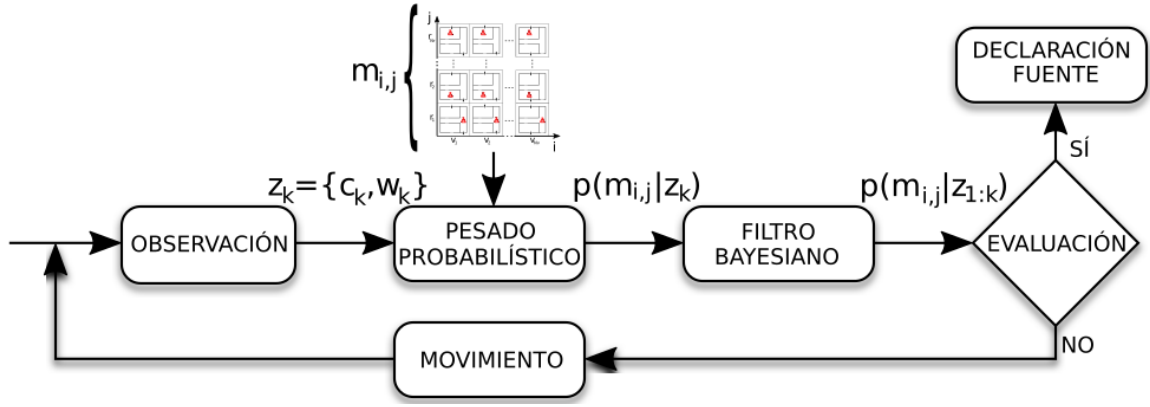 j
DECLARACIÓN
FUENTE
m_{i,j}
i
SÍ
z_k={c_k,w_k}
p(m_{i,j}|z_k)
p(m_{i,j}|z_{1:k})
OBSERVACIÓN
PESADO
PROBABILÍSTICO
FILTRO
BAYESIANO
EVALUACIÓN
NO
MOVIMIENTO